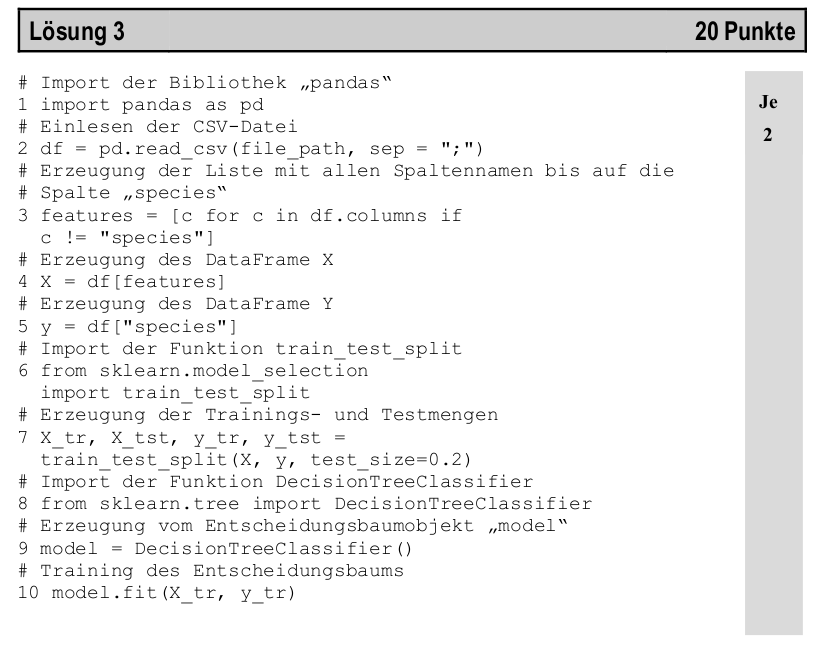 Lösung 3 20 Punkte
# Import der Bibliothek „pandas“
Je
1 import pandas as pd
# Einlesen der CSV-Datei
2
2 df = pd.read_csv(file_path, sep = ";")
# Erzeugung der Liste mit allen Spaltennamen bis auf die
# Spalte „species“
3 features = [c for c in df.columns if
c != "species"]
# Erzeugung des DataFrame X
4 X = df[features]
# Erzeugung des DataFrame Y
5 y = df["species"]
# Import der Funktion train_test_split
6 from sklearn.model_selection
import train_test_split
# Erzeugung der Trainings- und Testmengen
7 X_tr, X_tst, y_tr, y_tst =
train_test_split(X, y, test_size=0.2)
# Import der Funktion DecisionTreeClassifier
8 from sklearn.tree import DecisionTreeClassifier
# Erzeugung vom Entscheidungsbaumobjekt „model“
9 model = DecisionTreeClassifier()
# Training des Entscheidungsbaums
10 model.fit(X_tr, y_tr)